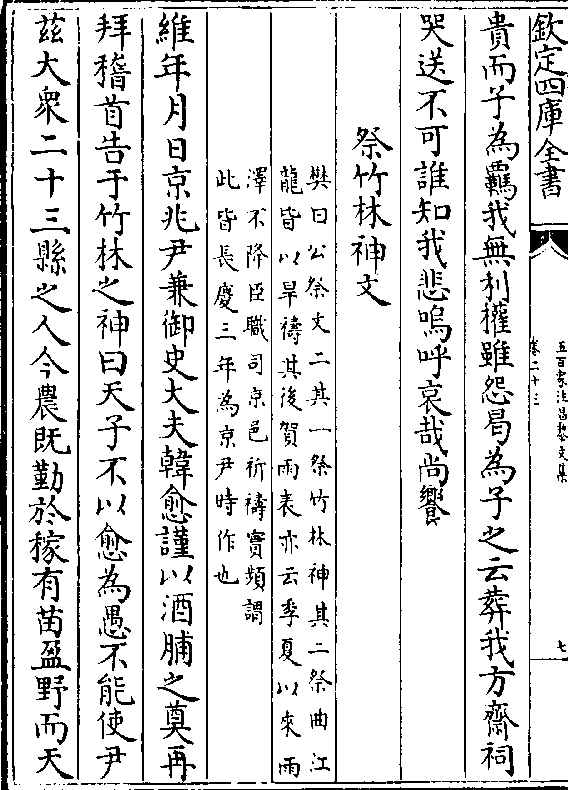 欽定四庫全書
五百家注昌黎文集
卷二十三
七
貴而子為羈我無利權雖怨曷為子之云葬我方齋祠
哭送不可誰知我悲嗚呼哀哉尚饗
祭竹林神文
樊曰公祭文二其一祭竹林神其二祭曲江
龍皆以旱禱其後賀雨表亦云季夏以來雨
澤不降臣職司京邑祈禱實頻謂
此皆長慶三年為京尹時作也
維年月日京兆尹兼御史大夫韓愈謹以酒脯之奠再
拜稽首告于竹林之神曰天子不以愈為愚不能使尹
茲大衆二十三縣之人今農既勤於稼有苗盈野而天